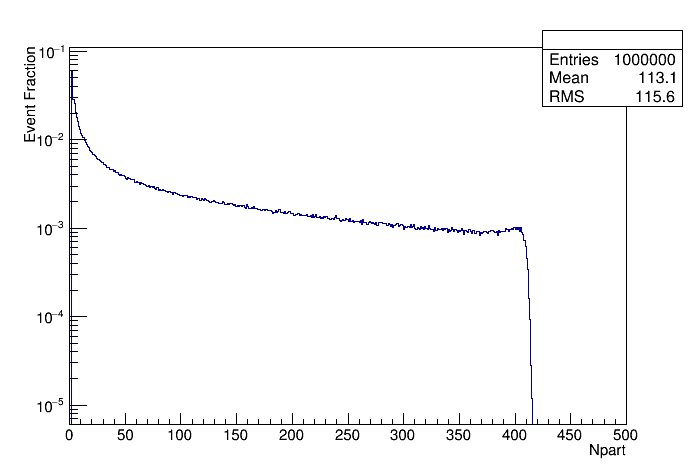 Entries 1000000
Mean 113.1
RMS 115.6
Event Fraction
10⁻¹
10⁻²
10⁻³
10⁻⁴
10⁻⁵
0 50 100 150 200 250 300 350 400 450 500
Npart